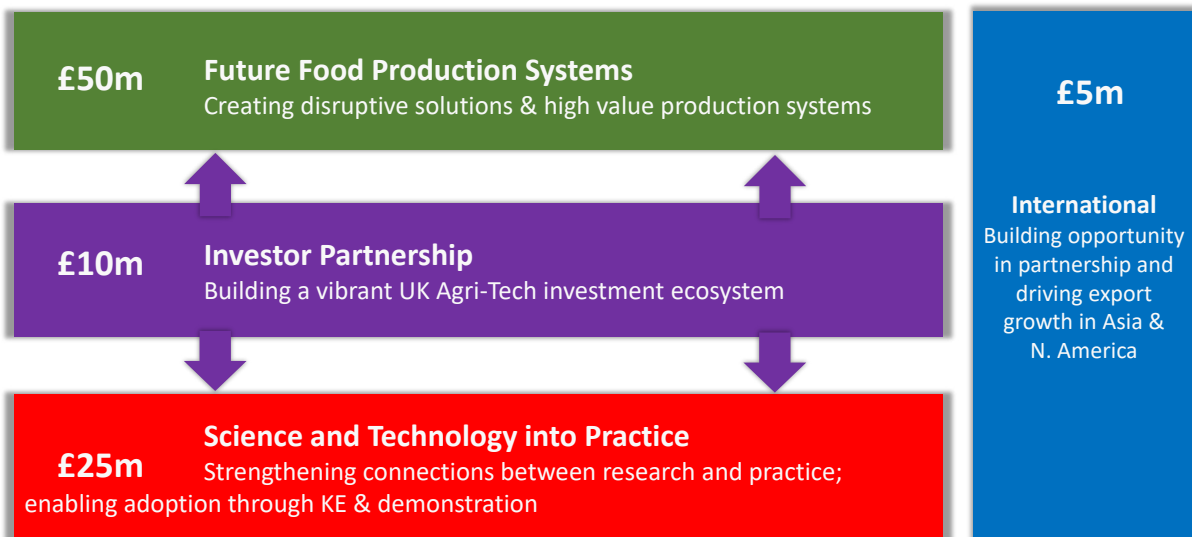 £50m
Future Food Production Systems
Creating disruptive solutions & high value production systems
£10m
Investor Partnership
Building a vibrant UK Agri-Tech investment ecosystem
£25m
Science and Technology into Practice
Strengthening connections between research and practice;
enabling adoption through KE & demonstration
£5m
International
Building opportunity
in partnership and
driving export
growth in Asia &
N. America